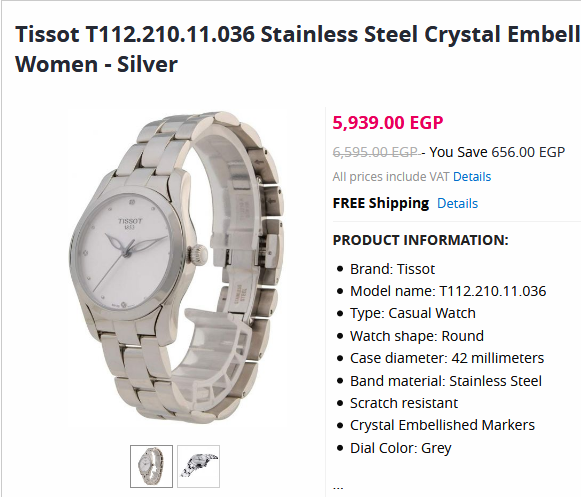 Tissot T112.210.11.036 Stainless Steel Crystal Embell
Women - Silver
5,939.00 EGP
6,595.00 EGP - You Save 656.00 EGP
All prices include VAT Details
FREE Shipping Details
PRODUCT INFORMATION:
• Brand: Tissot
• Model name: T112.210.11.036
• Type: Casual Watch
• Watch shape: Round
• Case diameter: 42 millimeters
• Band material: Stainless Steel
• Scratch resistant
• Crystal Embellished Markers
• Dial Color: Grey
...
TISSOT
1853